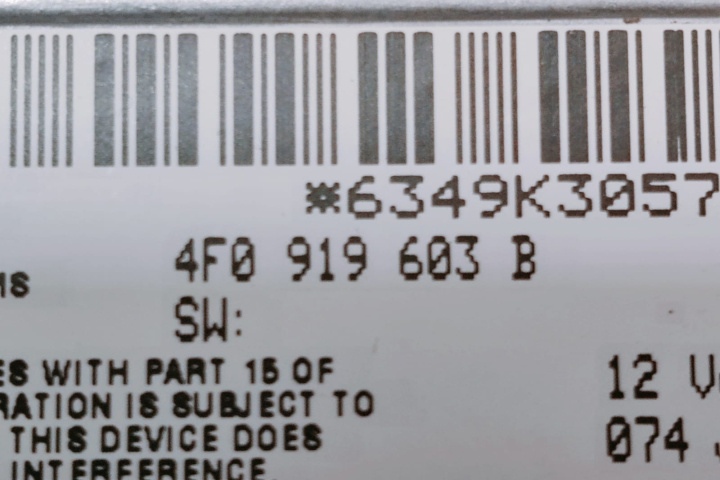 *6349K3057
4F0 919 603 B
MS
SW:
ES WITH PART 15 OF
12 V
RATION IS SUBJECT TO
THIS DEVICE DOES
074
INTERFERENCE